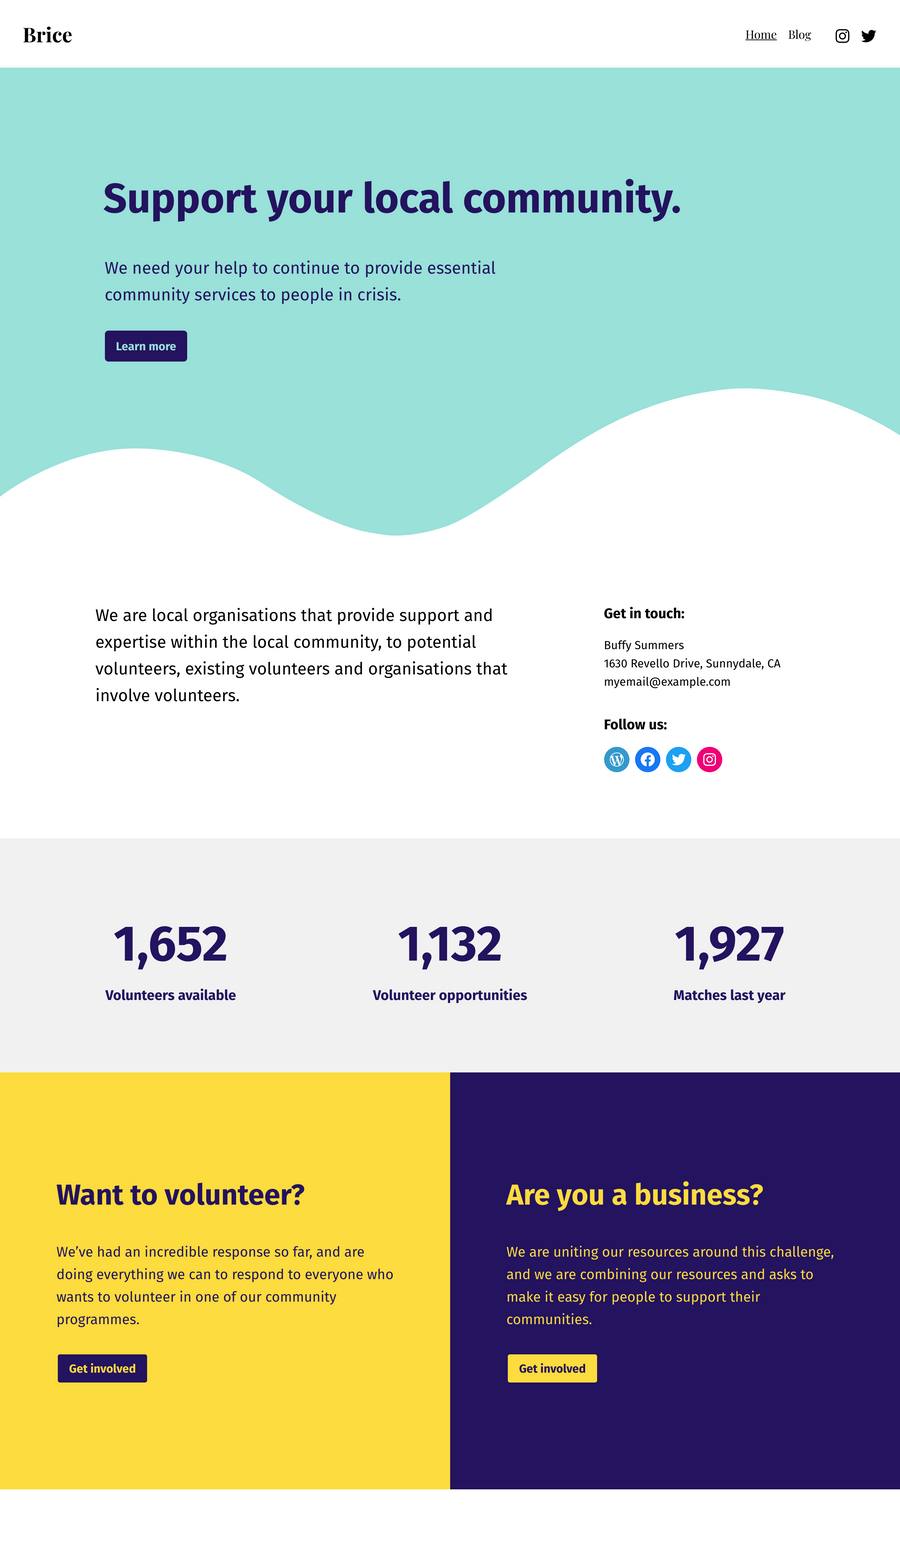 Brice
Home Blog
Support your local community.
We need your help to continue to provide essential
community services to people in crisis.
Learn more
We are local organisations that provide support and
expertise within the local community, to potential
volunteers, existing volunteers and organisations that
involve volunteers.
Get in touch:
Buffy Summers
1630 Revello Drive, Sunnydale, CA
myemail@example.com
Follow us:
1,652
Volunteers available
1,132
Volunteer opportunities
1,927
Matches last year
Want to volunteer?
We’ve had an incredible response so far, and are
doing everything we can to respond to everyone who
wants to volunteer in one of our community
programmes.
Get involved
Are you a business?
We are uniting our resources around this challenge,
and we are combining our resources and asks to
make it easy for people to support their
communities.
Get involved